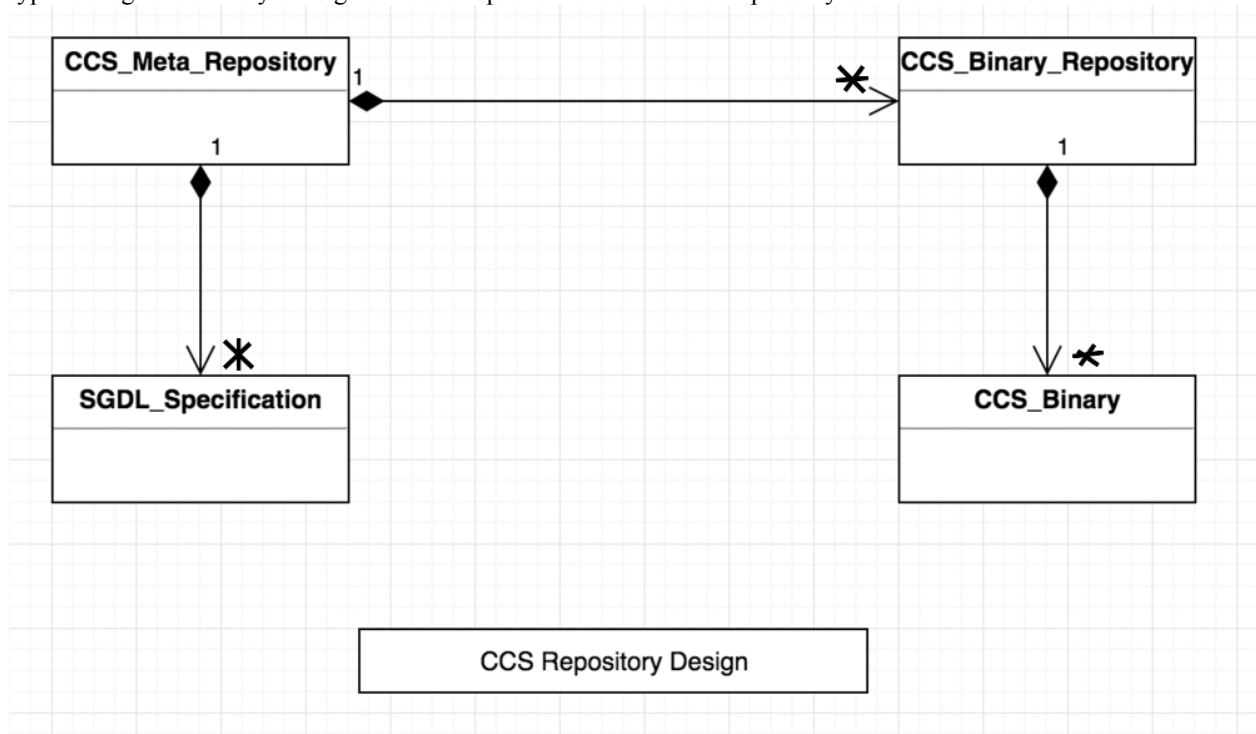 CCS_Meta_Repository
1
*
CCS_Binary_Repository
1
1
*
*
SGDL_Specification
CCS_Binary
CCS Repository Design